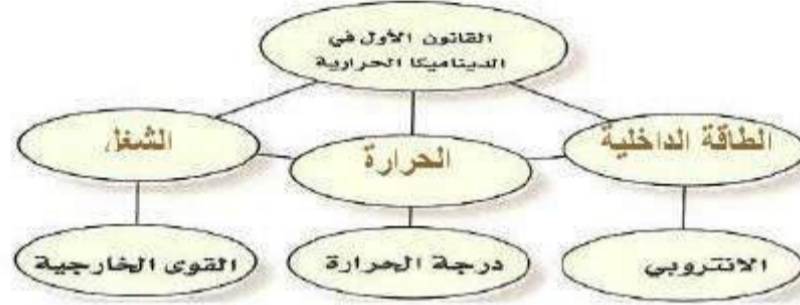 القانون الأول في
الديناميكا الحرارية
الطاقة الداخلية
الحرارة
الشغل
الانتروبي
درجة الحرارة
القوى الخارجية